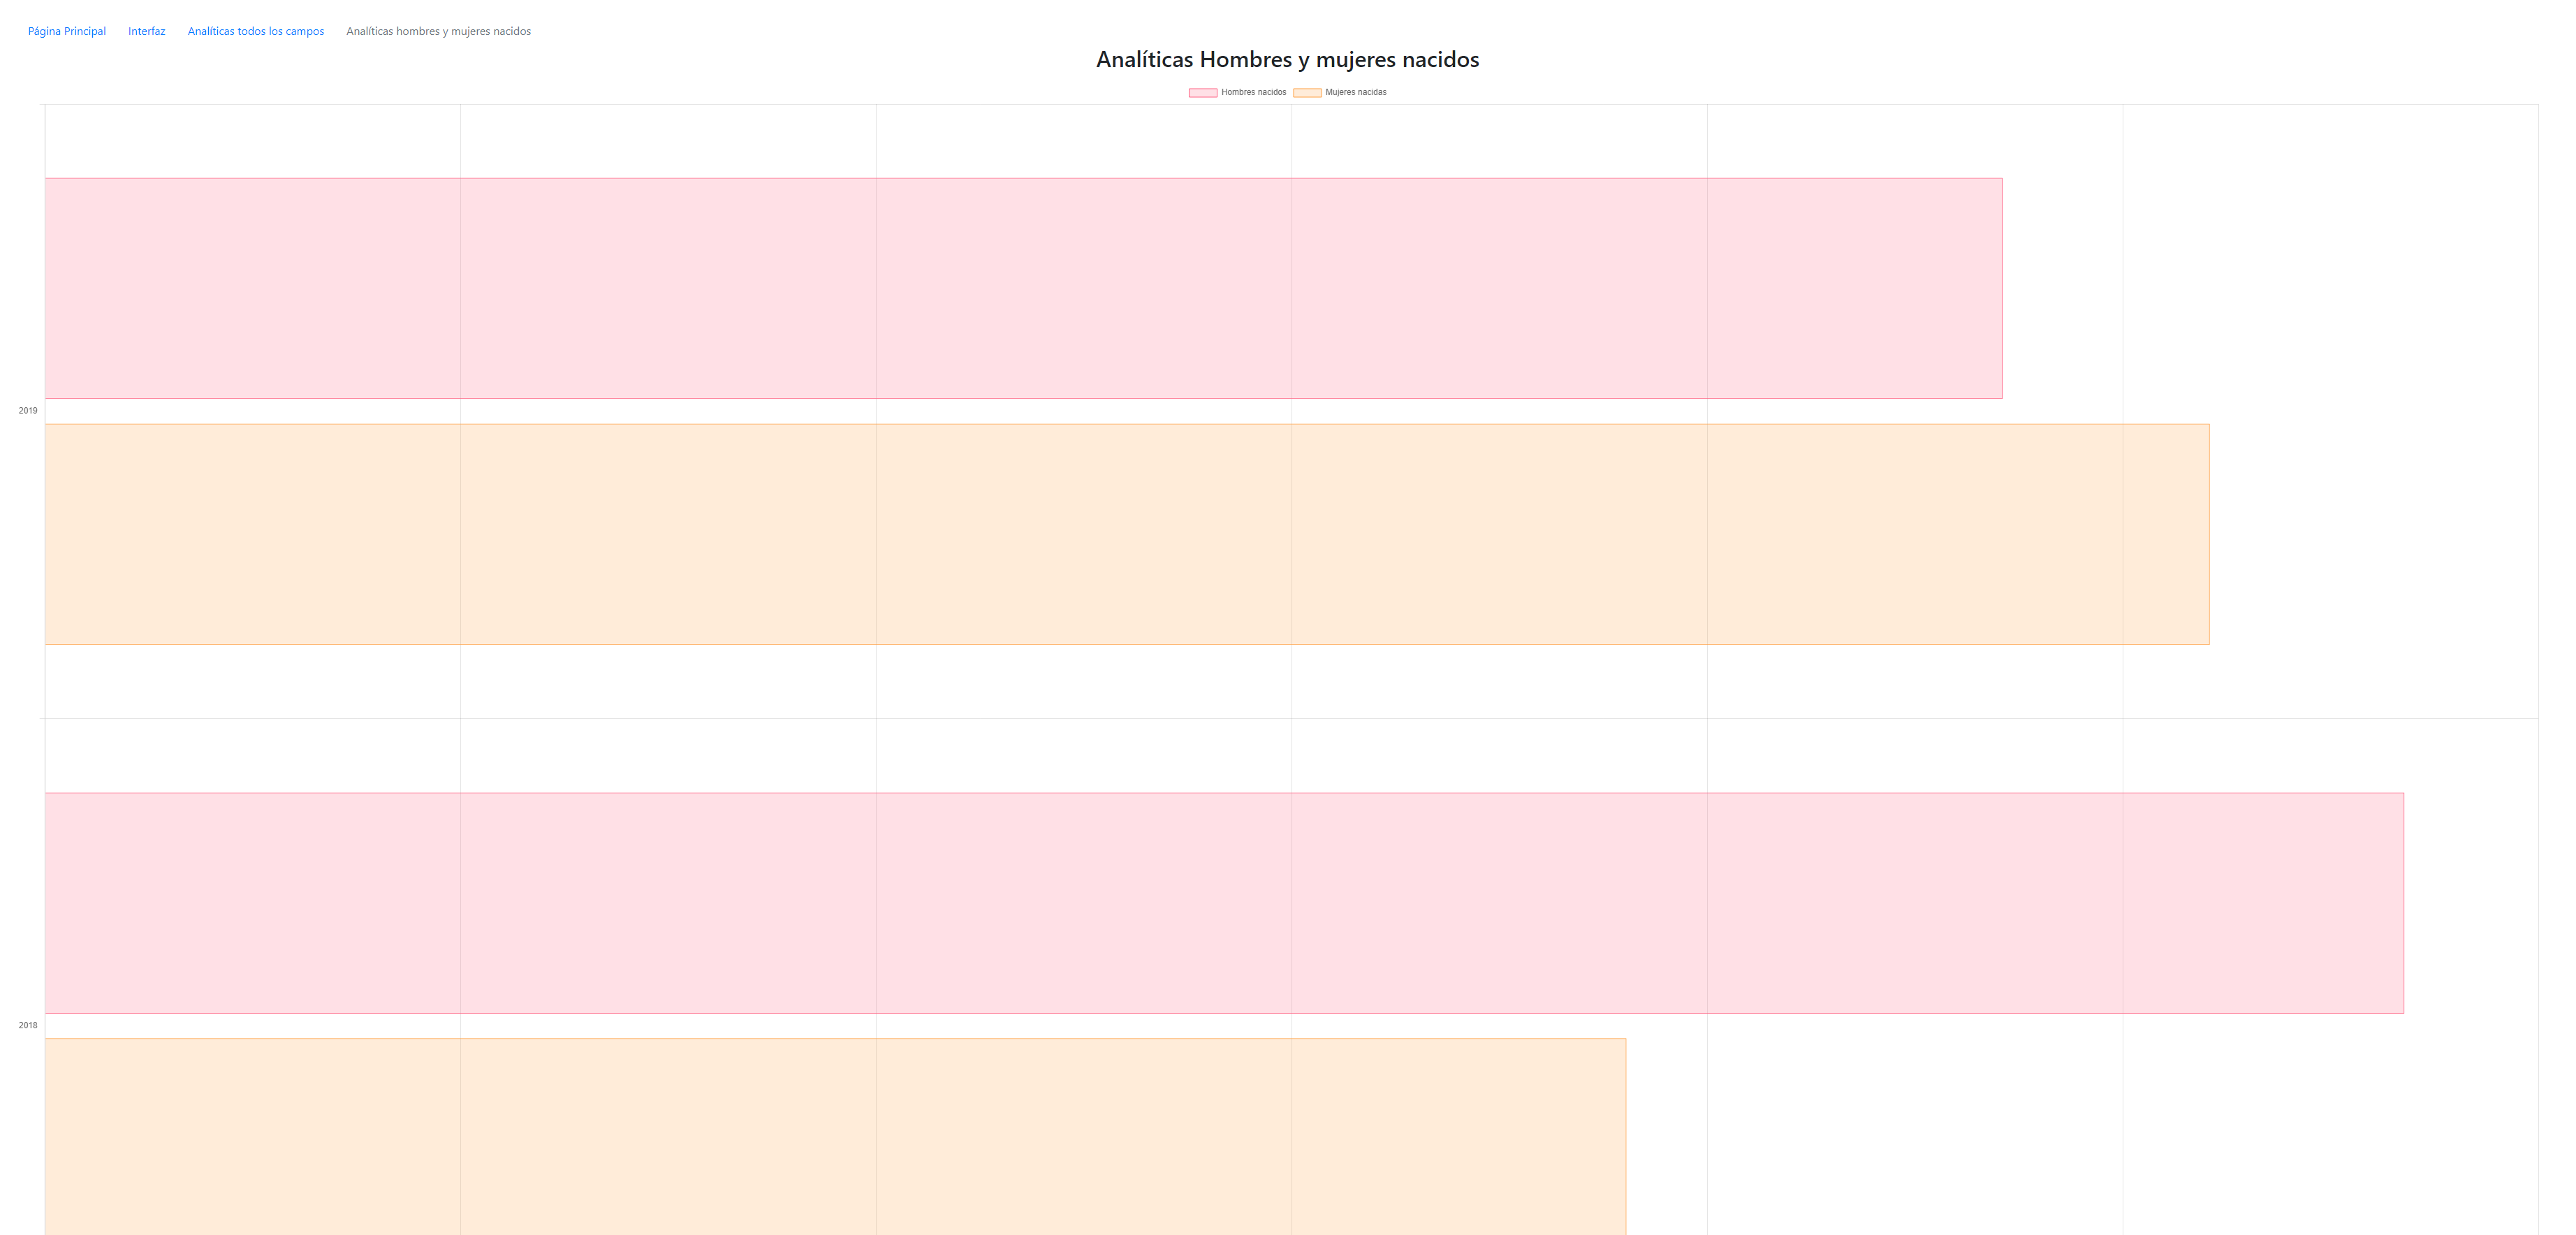 Página Principal Interfaz Analíticas todos los campos Analíticas hombres y mujeres nacidos
Analíticas Hombres y mujeres nacidos
Hombres nacidos Mujeres nacidas
2019
2018